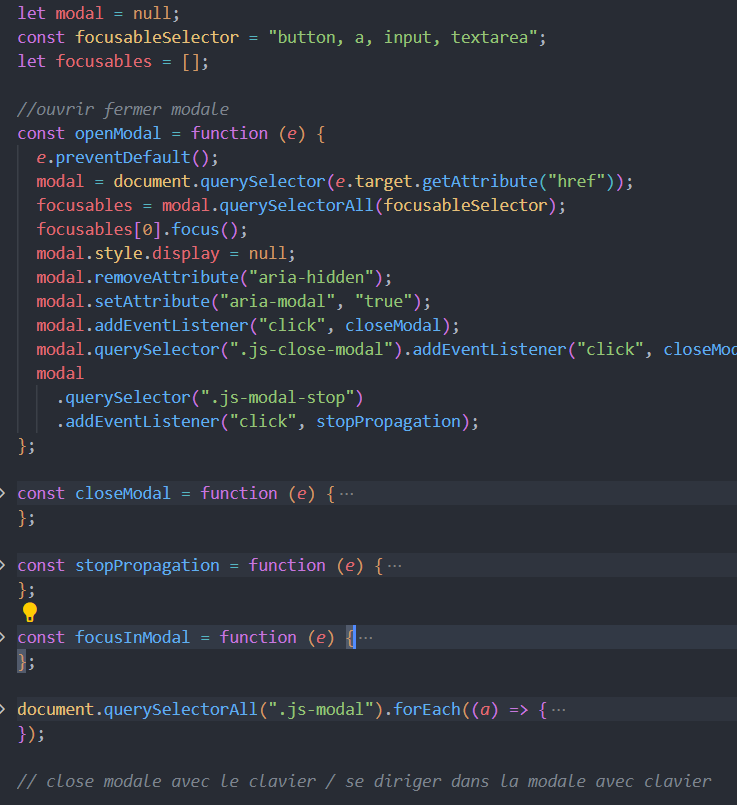 let modal = null;
const focusableSelector = "button, a, input, textarea";
let focusables = [];
//ouvrir fermer modale
const openModal = function (e) {
e.preventDefault();
modal = document.querySelector(e.target.getAttribute("href"));
focusables = modal.querySelectorAll(focusableSelector);
focusables[0].focus();
modal.style.display = null;
modal.removeAttribute("aria-hidden");
modal.setAttribute("aria-modal", "true");
modal.addEventListener("click", closeModal);
modal.querySelector(".js-close-modal").addEventListener("click", closeMod
modal
.querySelector(".js-modal-stop")
.addEventListener("click", stopPropagation);
};
const closeModal = function (e) {···
};
const stopPropagation = function (e) {···
};
const focusInModal = function (e) {···
};
document.querySelectorAll(".js-modal").forEach((a) => {···
});
// close modale avec le clavier / se diriger dans la modale avec clavier